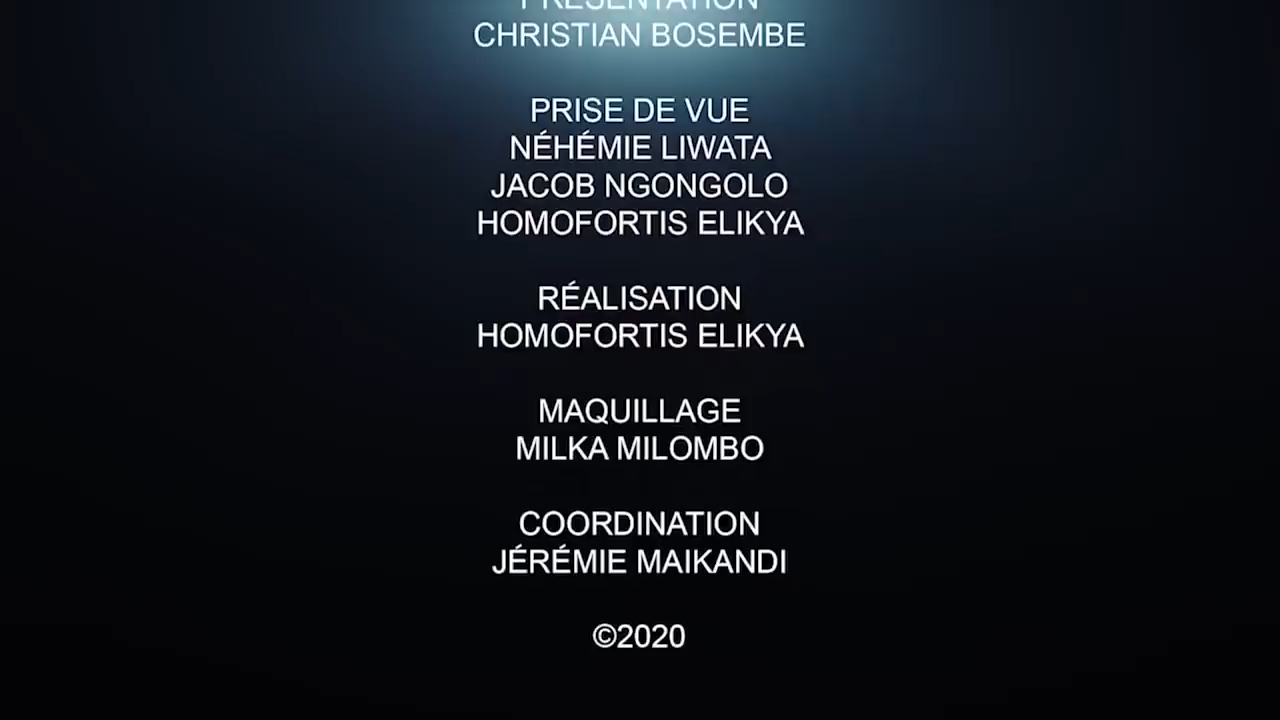 PRÉSENTATION
CHRISTIAN BOSEMBE
PRISE DE VUE
NÉHÉMIE LIWATA
JACOB NGONGOLO
HOMOFORTIS ELIKYA
RÉALISATION
HOMOFORTIS ELIKYA
MAQUILLAGE
MILKA MILOMBO
COORDINATION
JÉRÉMIE MAIKANDI
©2020